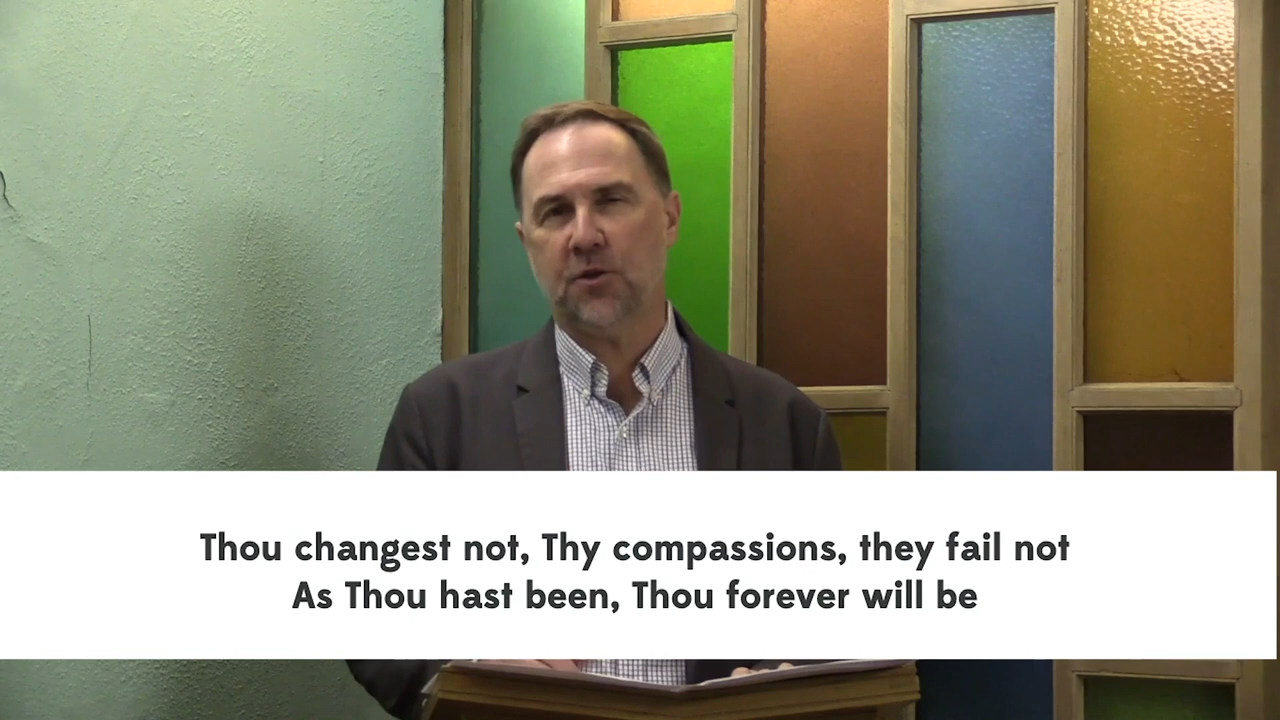 Thou changest not, Thy compassions, they fail not
As Thou hast been, Thou forever will be